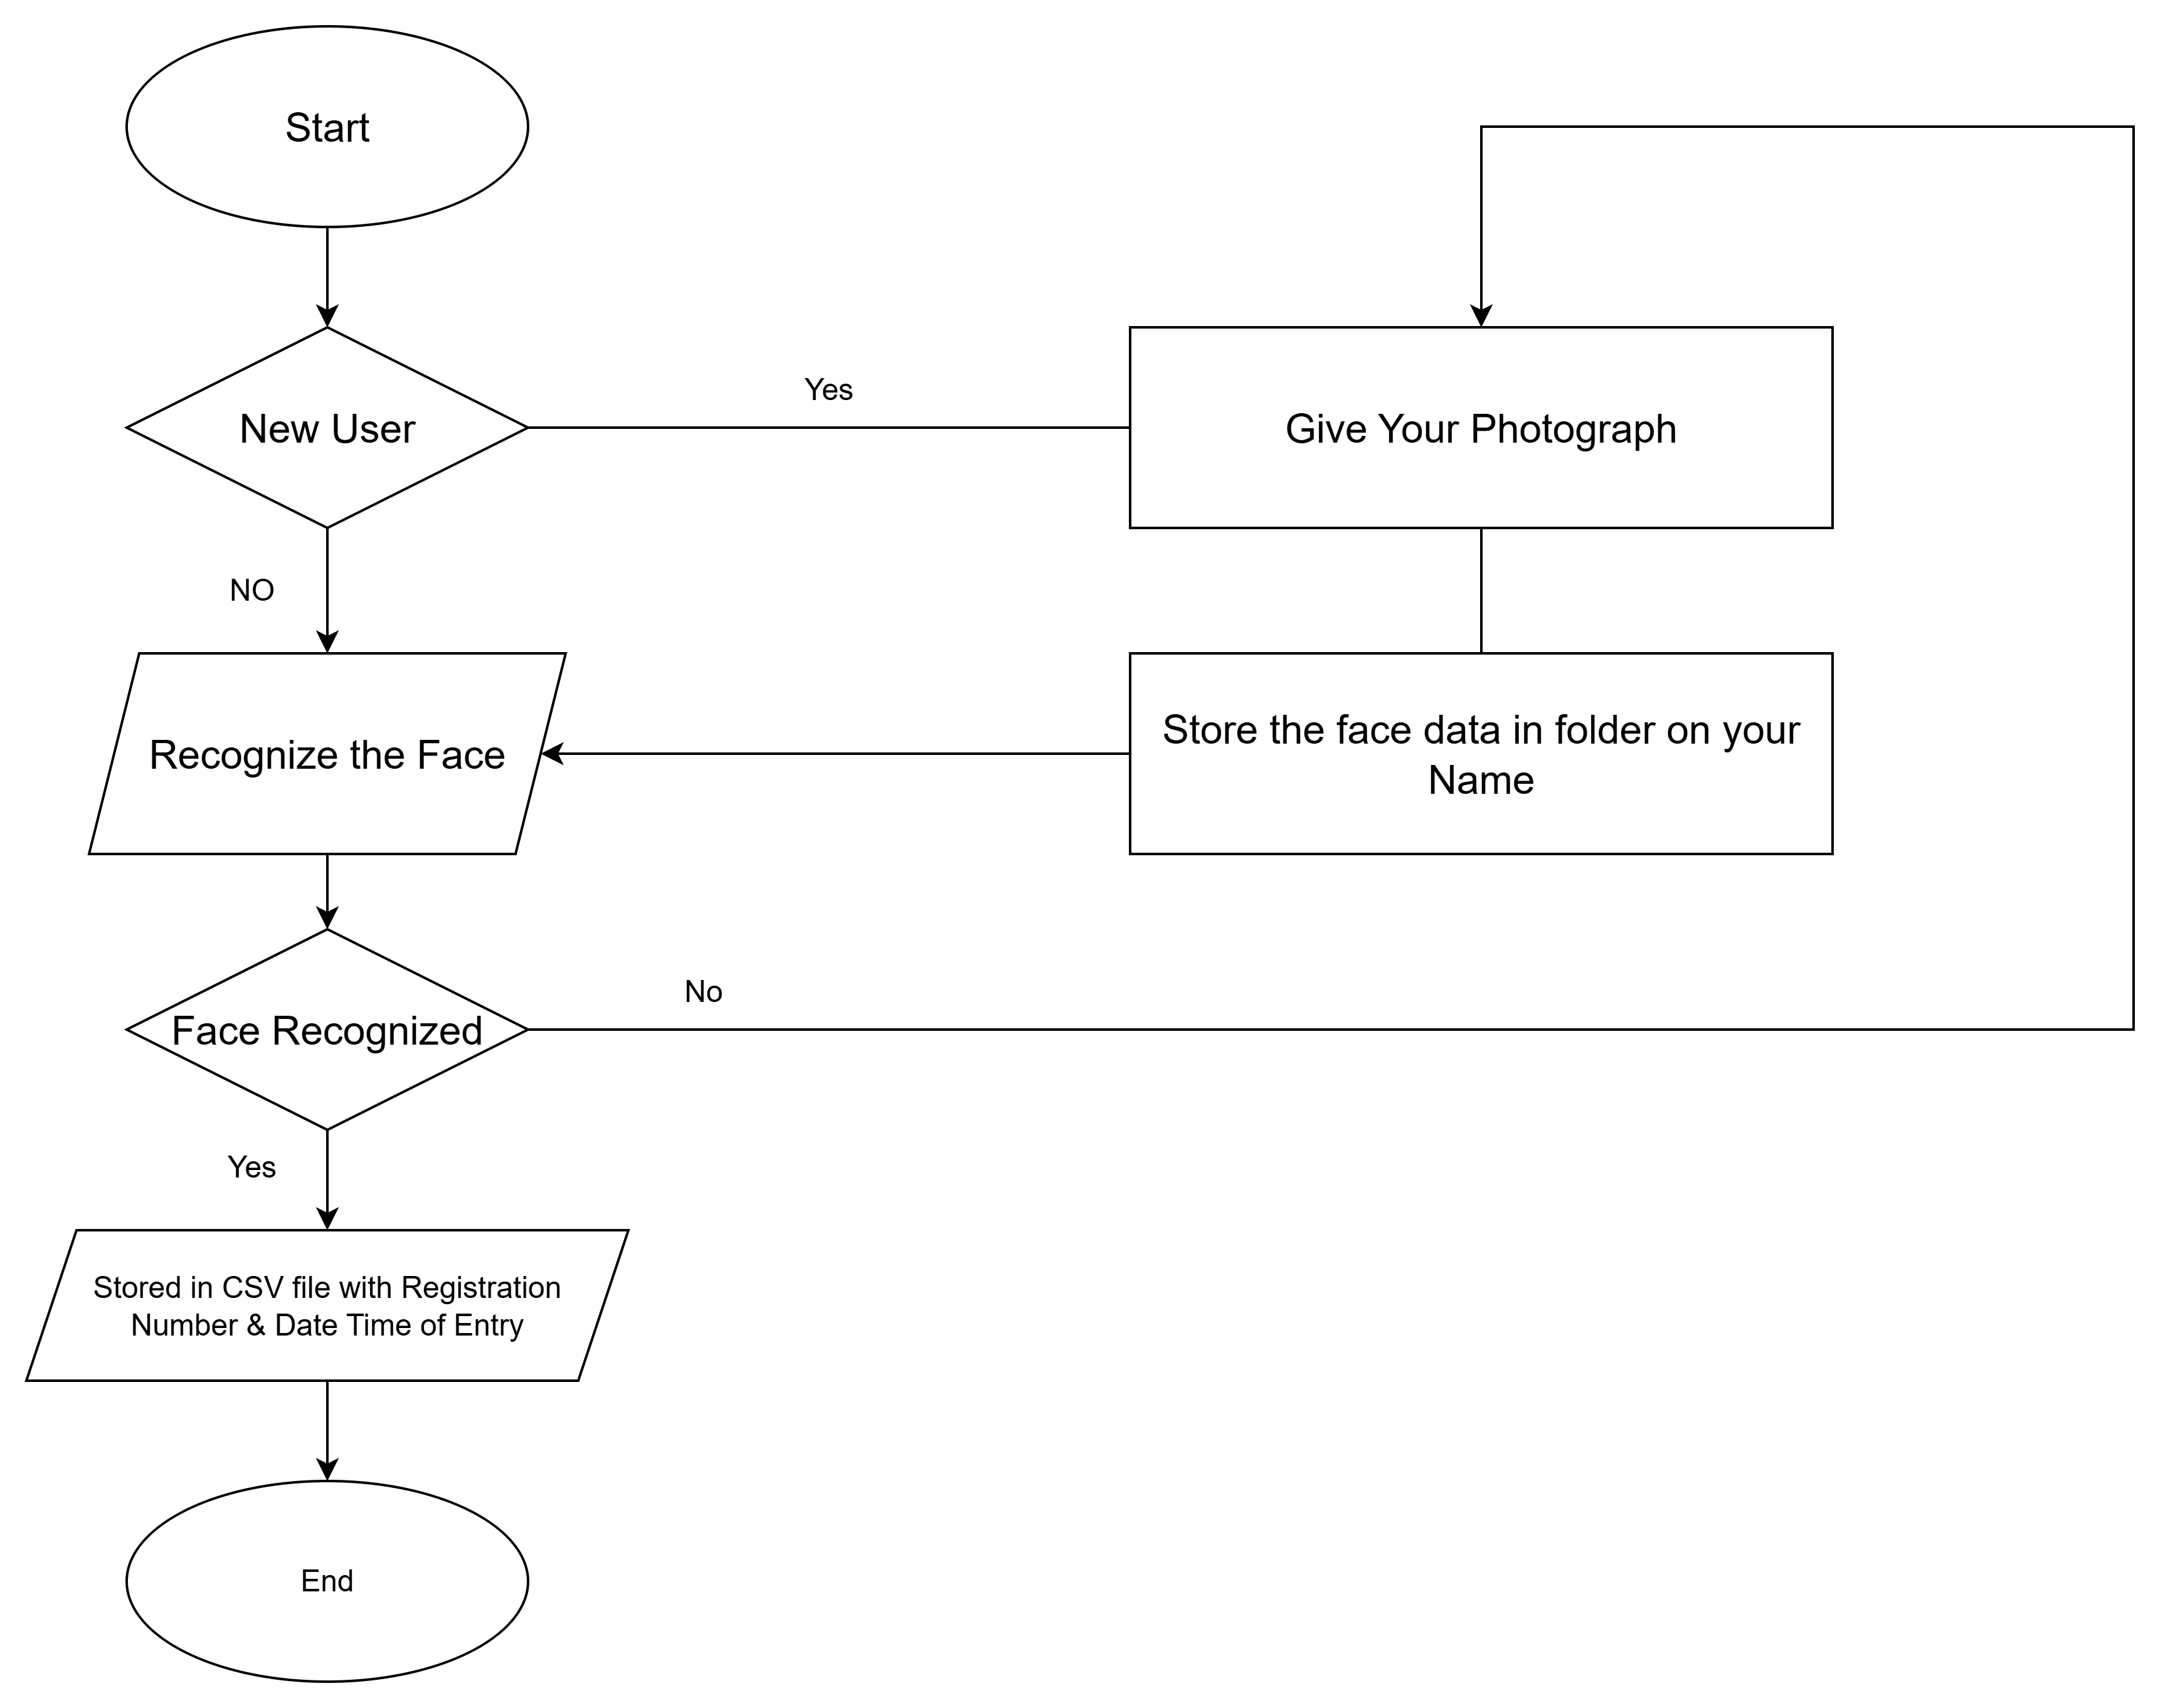 Start
New User
Yes
Give Your Photograph
NO
Recognize the Face
Store the face data in folder on your
Name
Face Recognized
No
Yes
Stored in CSV file with Registration
Number & Date Time of Entry
End